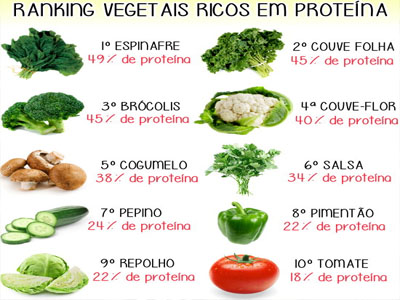 RANKING VEGETAIS RICOS EM PROTEÍNA
1º ESPINAFRE
49% de proteína
2º COUVE FOLHA
45% de proteína
3º BRÓCOLIS
45% de proteína
4ª COUVE-FLOR
40% de proteína
5º COGUMELO
38% de proteína
6º SALSA
34% de proteína
7º PEPINO
24% de proteína
8º PIMENTÃO
22% de proteína
9º REPOLHO
22% de proteína
10º TOMATE
18% de proteína